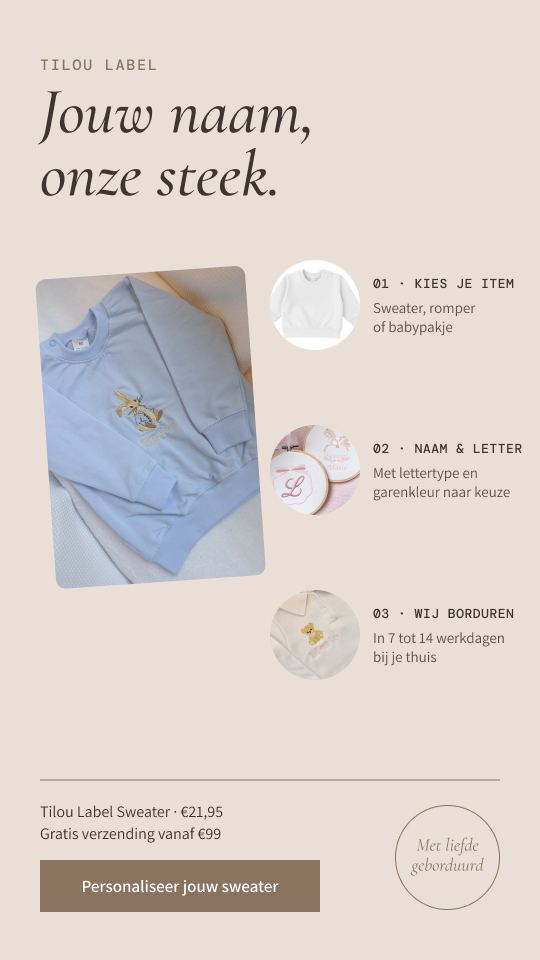 TILOU LABEL
Jouw naam,
onze steek.
01 · KIES JE ITEM
Sweater, romper
of babypakje
02 · NAAM & LETTER
Met lettertype en
garenkleur naar keuze
L
03 · WIJ BORDUREN
In 7 tot 14 werkdagen
bij je thuis
Tilou Label Sweater · €21,95
Gratis verzending vanaf €99
Personaliseer jouw sweater
Met liefde
geborduurd